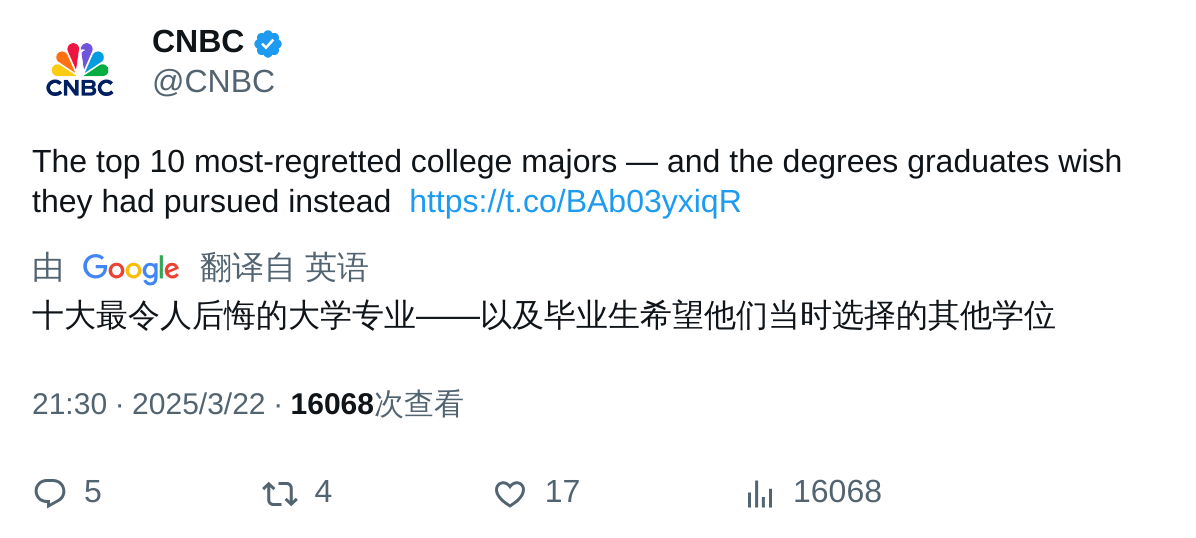 CNBC
@CNBC
CNBC
The top 10 most-regretted college majors — and the degrees graduates wish
they had pursued instead https://t.co/BAb03yxiqR
由 Google 翻译自 英语
十大最令人后悔的大学专业——以及毕业生希望他们当时选择的其他学位
21:30 · 2025/3/22 · 16068次查看
5 4 17 16068